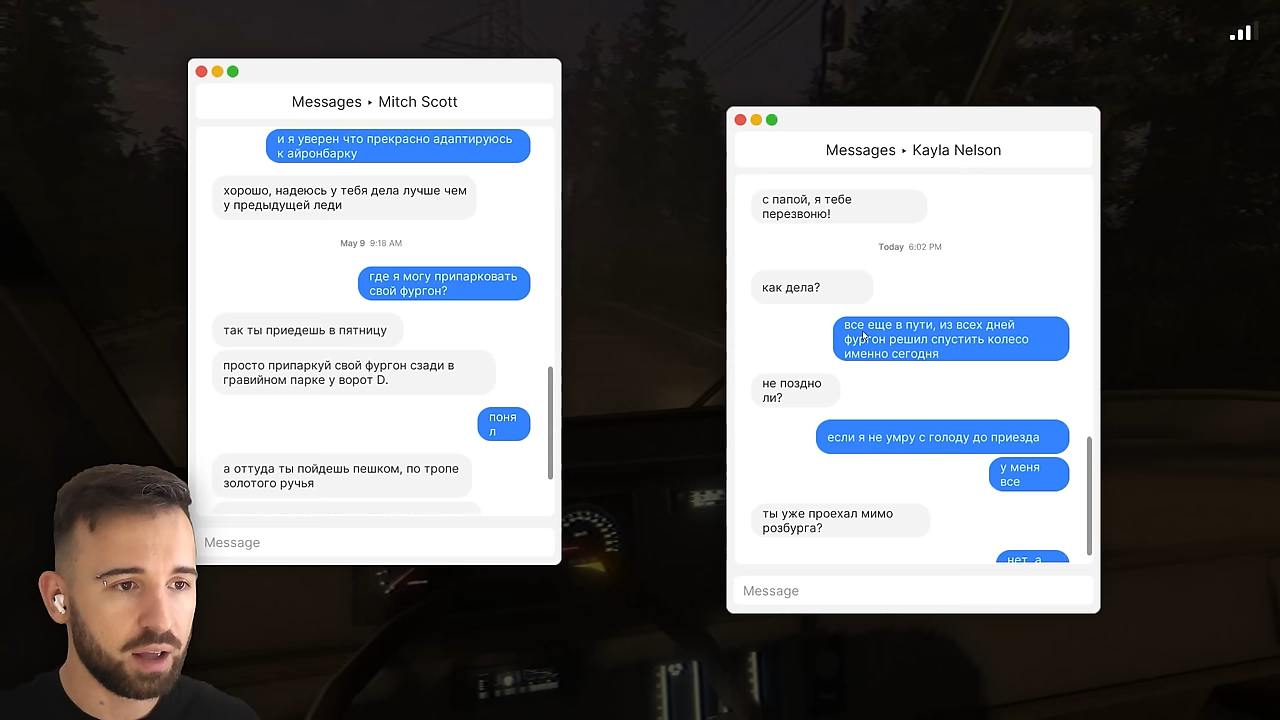 Messages ▸ Mitch Scott
и я уверен что прекрасно адаптируюсь
к айронбарку
хорошо, надеюсь у тебя дела лучше чем
у предыдущей леди
May 9 9:18 AM
где я могу припарковать
свой фургон?
так ты приедешь в пятницу
просто припаркуй свой фургон сзади в
гравийном парке у ворот D.
поня
л
а оттуда ты пойдешь пешком, по тропе
золотого ручья
Message
Messages ▸ Kayla Nelson
с папой, я тебе
перезвоню!
Today 6:02 PM
как дела?
все еще в пути, из всех дней
фургон решил спустить колесо
именно сегодня
не поздно
ли?
если я не умру с голоду до приезда
у меня
все
ты уже проехал мимо
розбурга?
нет, а
Message